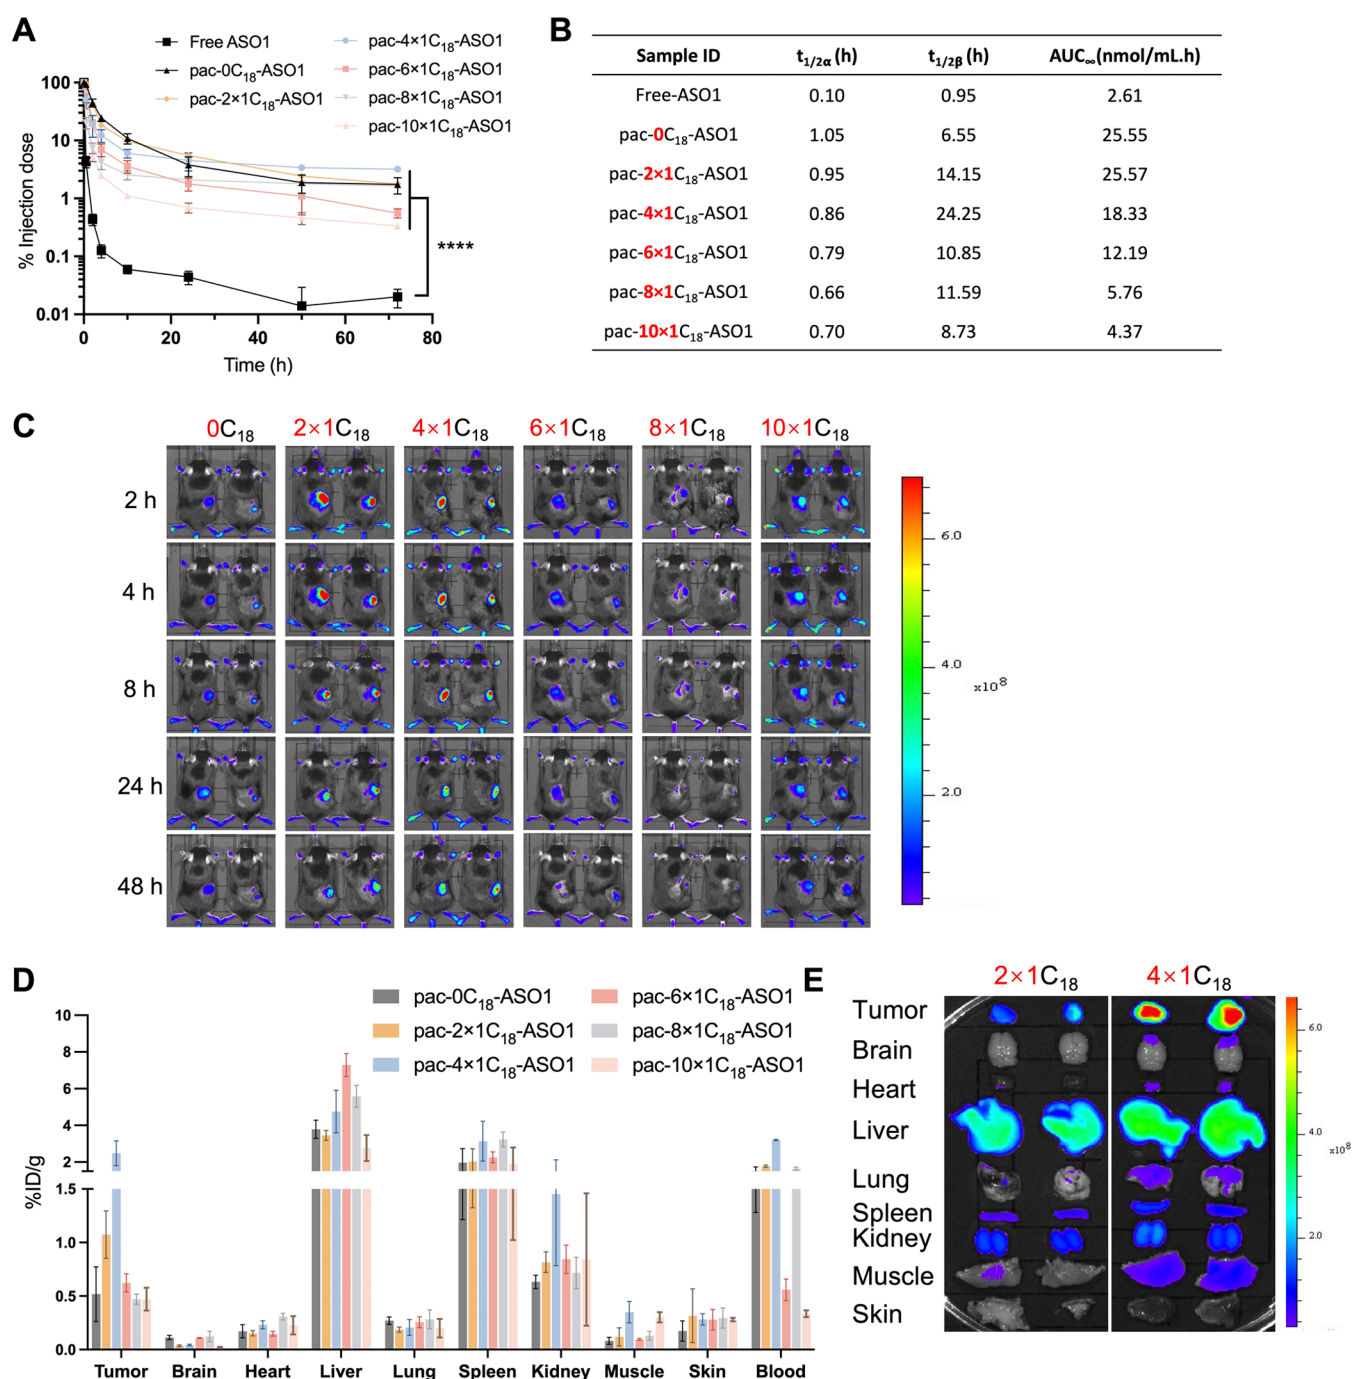 A
Free ASO1
pac-0C₁₈-ASO1
pac-2×1C₁₈-ASO1
pac-4×1C₁₈-ASO1
pac-6×1C₁₈-ASO1
pac-8×1C₁₈-ASO1
pac-10×1C₁₈-ASO1
% Injection dose
100
10
1
0.1
0.01
****
0 20 40 60 80
Time (h)
B
Sample ID t₁/₂α (h) t₁/₂β (h) AUC∞(nmol/mL.h)
Free-ASO1 0.10 0.95 2.61
pac-0C₁₈-ASO1 1.05 6.55 25.55
pac-2×1C₁₈-ASO1 0.95 14.15 25.57
pac-4×1C₁₈-ASO1 0.86 24.25 18.33
pac-6×1C₁₈-ASO1 0.79 10.85 12.19
pac-8×1C₁₈-ASO1 0.66 11.59 5.76
pac-10×1C₁₈-ASO1 0.70 8.73 4.37
C
0C₁₈ 2×1C₁₈ 4×1C₁₈ 6×1C₁₈ 8×1C₁₈ 10×1C₁₈
2 h
4 h
8 h
24 h
48 h
6.0
4.0
x10⁸
2.0
D
pac-0C₁₈-ASO1
pac-2×1C₁₈-ASO1
pac-4×1C₁₈-ASO1
pac-6×1C₁₈-ASO1
pac-8×1C₁₈-ASO1
pac-10×1C₁₈-ASO1
%ID/g
10
8
6
4
2
1.5
1.0
0.5
0.0
Tumor Brain Heart Liver Lung Spleen Kidney Muscle Skin Blood
E
2×1C₁₈ 4×1C₁₈
Tumor
Brain
Heart
Liver
Lung
Spleen
Kidney
Muscle
Skin
6.0
4.0
x10⁸
2.0